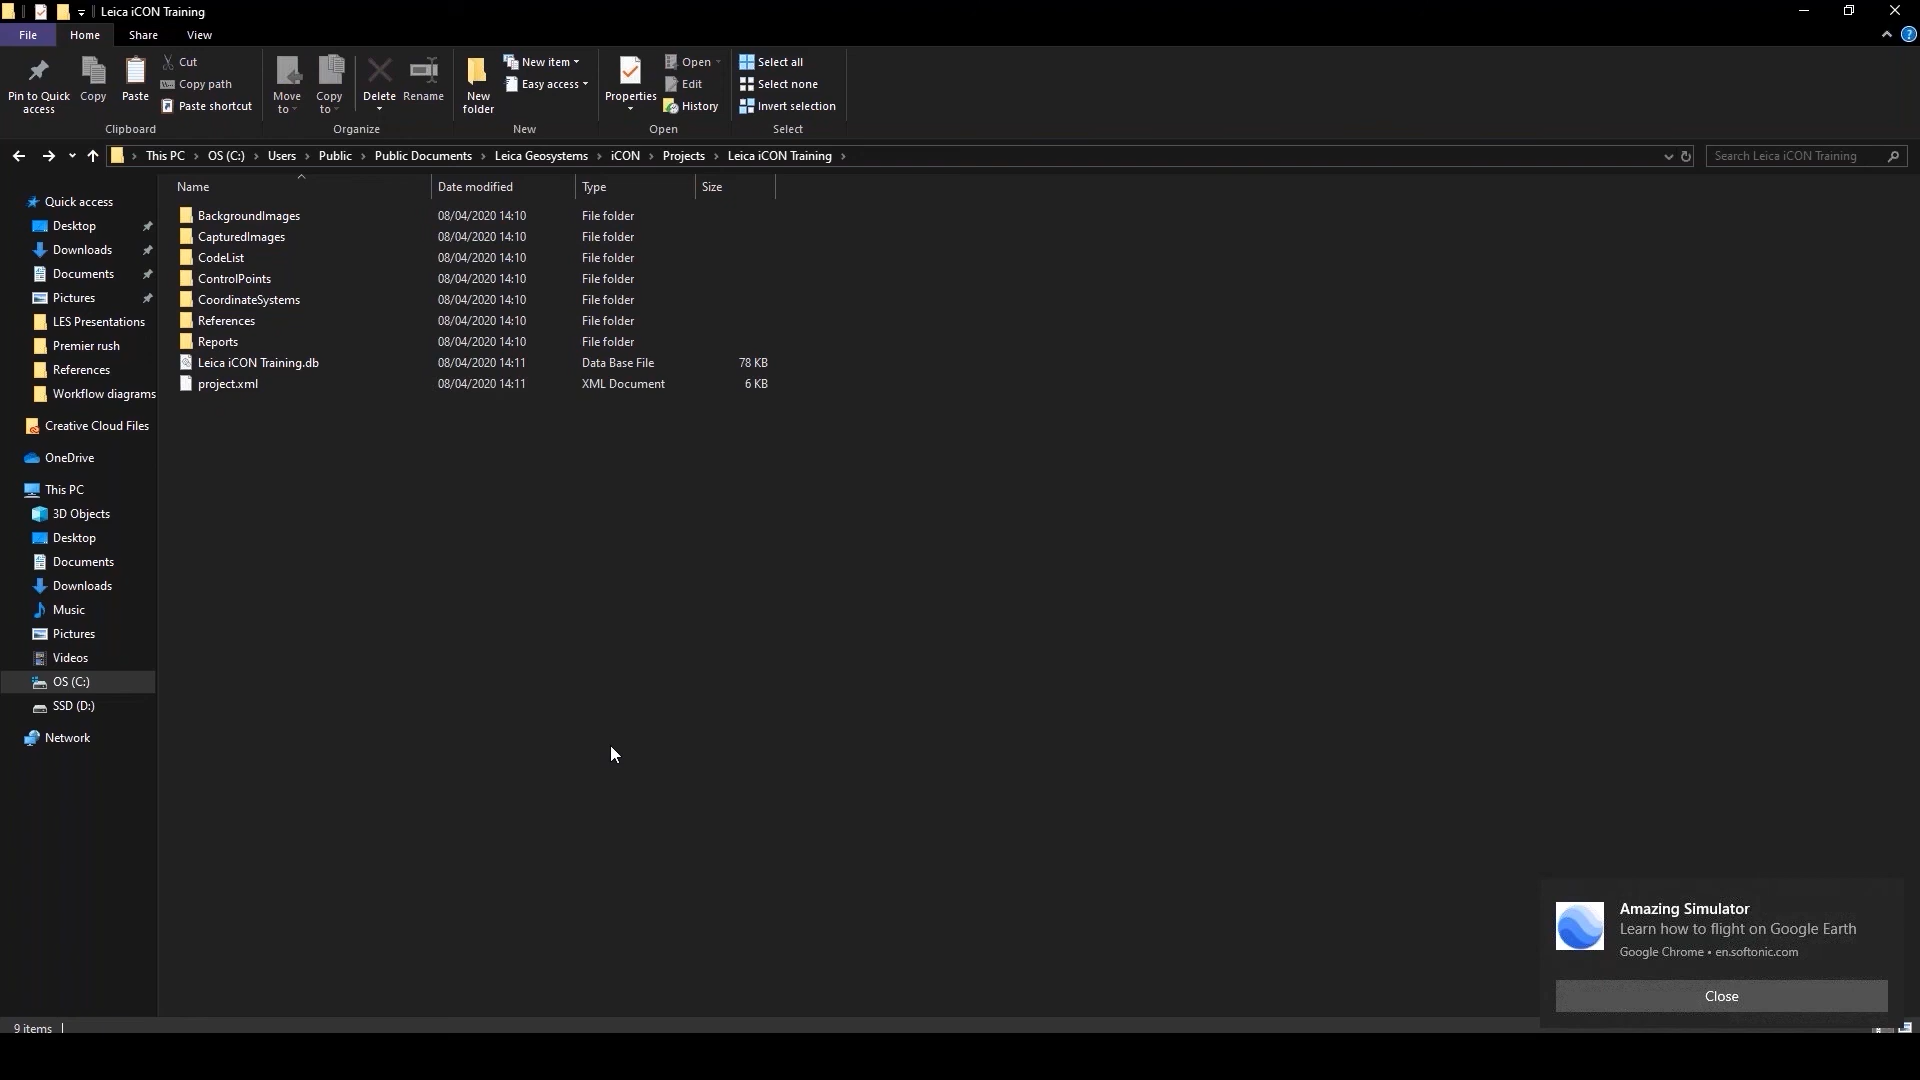 Leica iCON Training
File Home Share View
Pin to Quick access
Copy
Paste
Cut
Copy path
Paste shortcut
Clipboard
Move to
Copy to
Delete
Rename
Organize
New folder
New item
Easy access
New
Properties
Open
Edit
History
Open
Select all
Select none
Invert selection
Select
This PC > OS (C:) > Users > Public > Public Documents > Leica Geosystems > iCON > Projects > Leica iCON Training >
Search Leica iCON Training
Quick access
Desktop
Downloads
Documents
Pictures
LES Presentations
Premier rush
References
Workflow diagrams
Creative Cloud Files
OneDrive
This PC
3D Objects
Desktop
Documents
Downloads
Music
Pictures
Videos
OS (C:)
SSD (D:)
Network
Name Date modified Type Size
BackgroundImages 08/04/2020 14:10 File folder
CapturedImages 08/04/2020 14:10 File folder
CodeList 08/04/2020 14:10 File folder
ControlPoints 08/04/2020 14:10 File folder
CoordinateSystems 08/04/2020 14:10 File folder
References 08/04/2020 14:10 File folder
Reports 08/04/2020 14:10 File folder
Leica iCON Training.db 08/04/2020 14:11 Data Base File 78 KB
project.xml 08/04/2020 14:11 XML Document 6 KB
Amazing Simulator
Learn how to flight on Google Earth
Google Chrome • en.softonic.com
Close
9 items